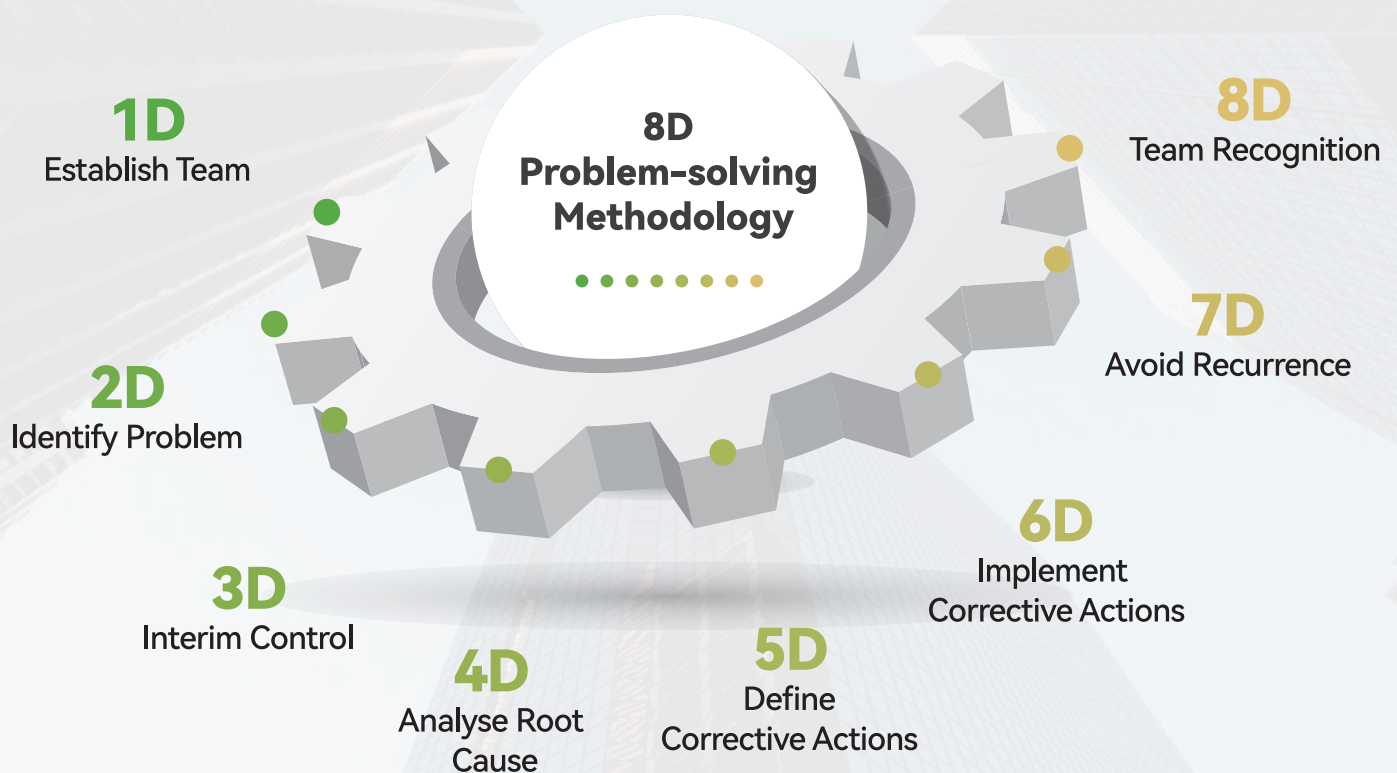 8D
Problem-solving
Methodology
1D
Establish Team
2D
Identify Problem
3D
Interim Control
4D
Analyse Root
Cause
5D
Define
Corrective Actions
6D
Implement
Corrective Actions
7D
Avoid Recurrence
8D
Team Recognition